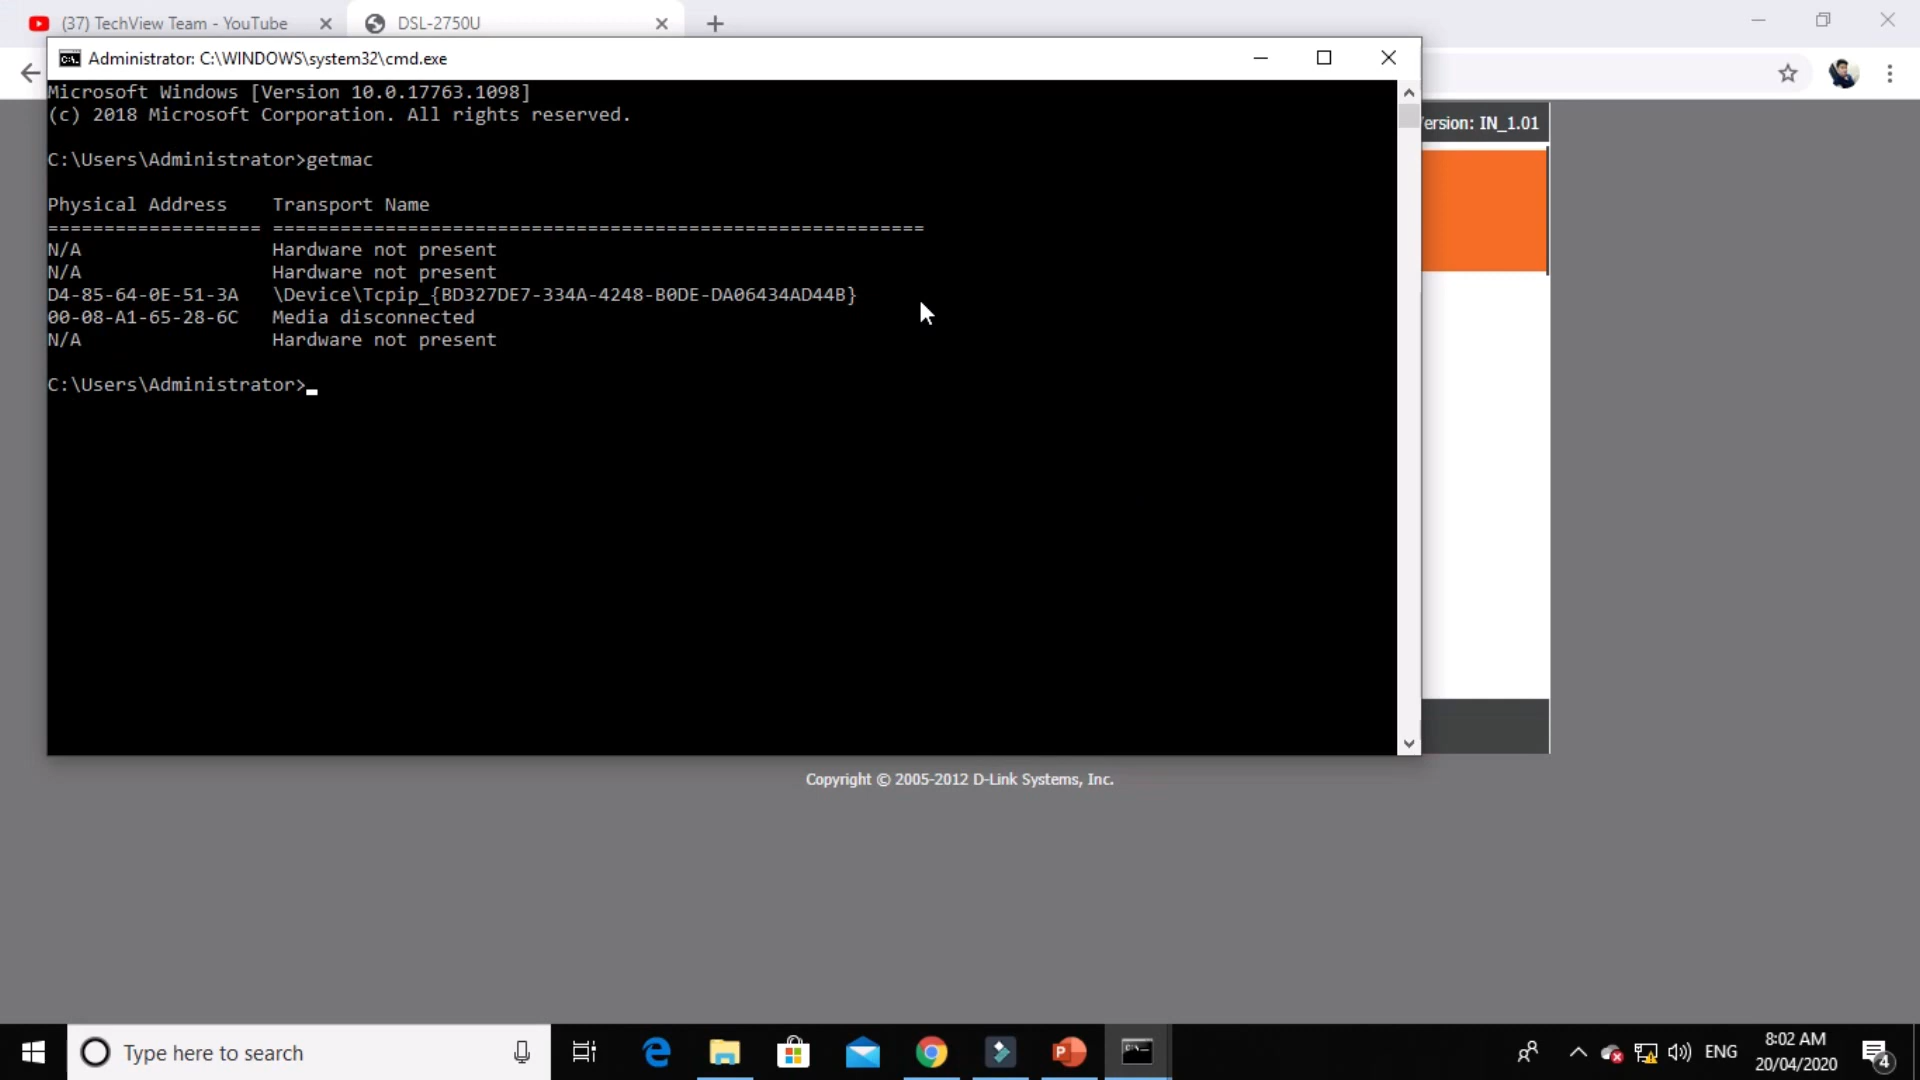 (37) TechView Team - YouTube
DSL-2750U
Administrator: C:\WINDOWS\system32\cmd.exe
Microsoft Windows [Version 10.0.17763.1098]
(c) 2018 Microsoft Corporation. All rights reserved.
ersion: IN_1.01
C:\Users\Administrator>getmac
Physical Address    Transport Name
=================== ==========================================================
N/A                 Hardware not present
N/A                 Hardware not present
D4-85-64-0E-51-3A   \Device\Tcpip_{BD327DE7-334A-4248-B0DE-DA06434AD44B}
00-08-A1-65-28-6C   Media disconnected
N/A                 Hardware not present
C:\Users\Administrator>
Copyright © 2005-2012 D-Link Systems, Inc.
Type here to search
ENG
8:02 AM
20/04/2020
4